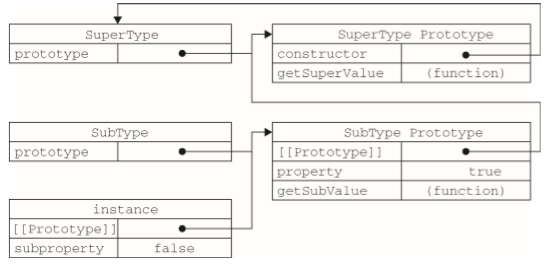 SuperType
prototype
SuperType Prototype
constructor
getSuperValue (function)
SubType
prototype
SubType Prototype
[[Prototype]]
property true
getSubValue (function)
instance
[[Prototype]]
subproperty false